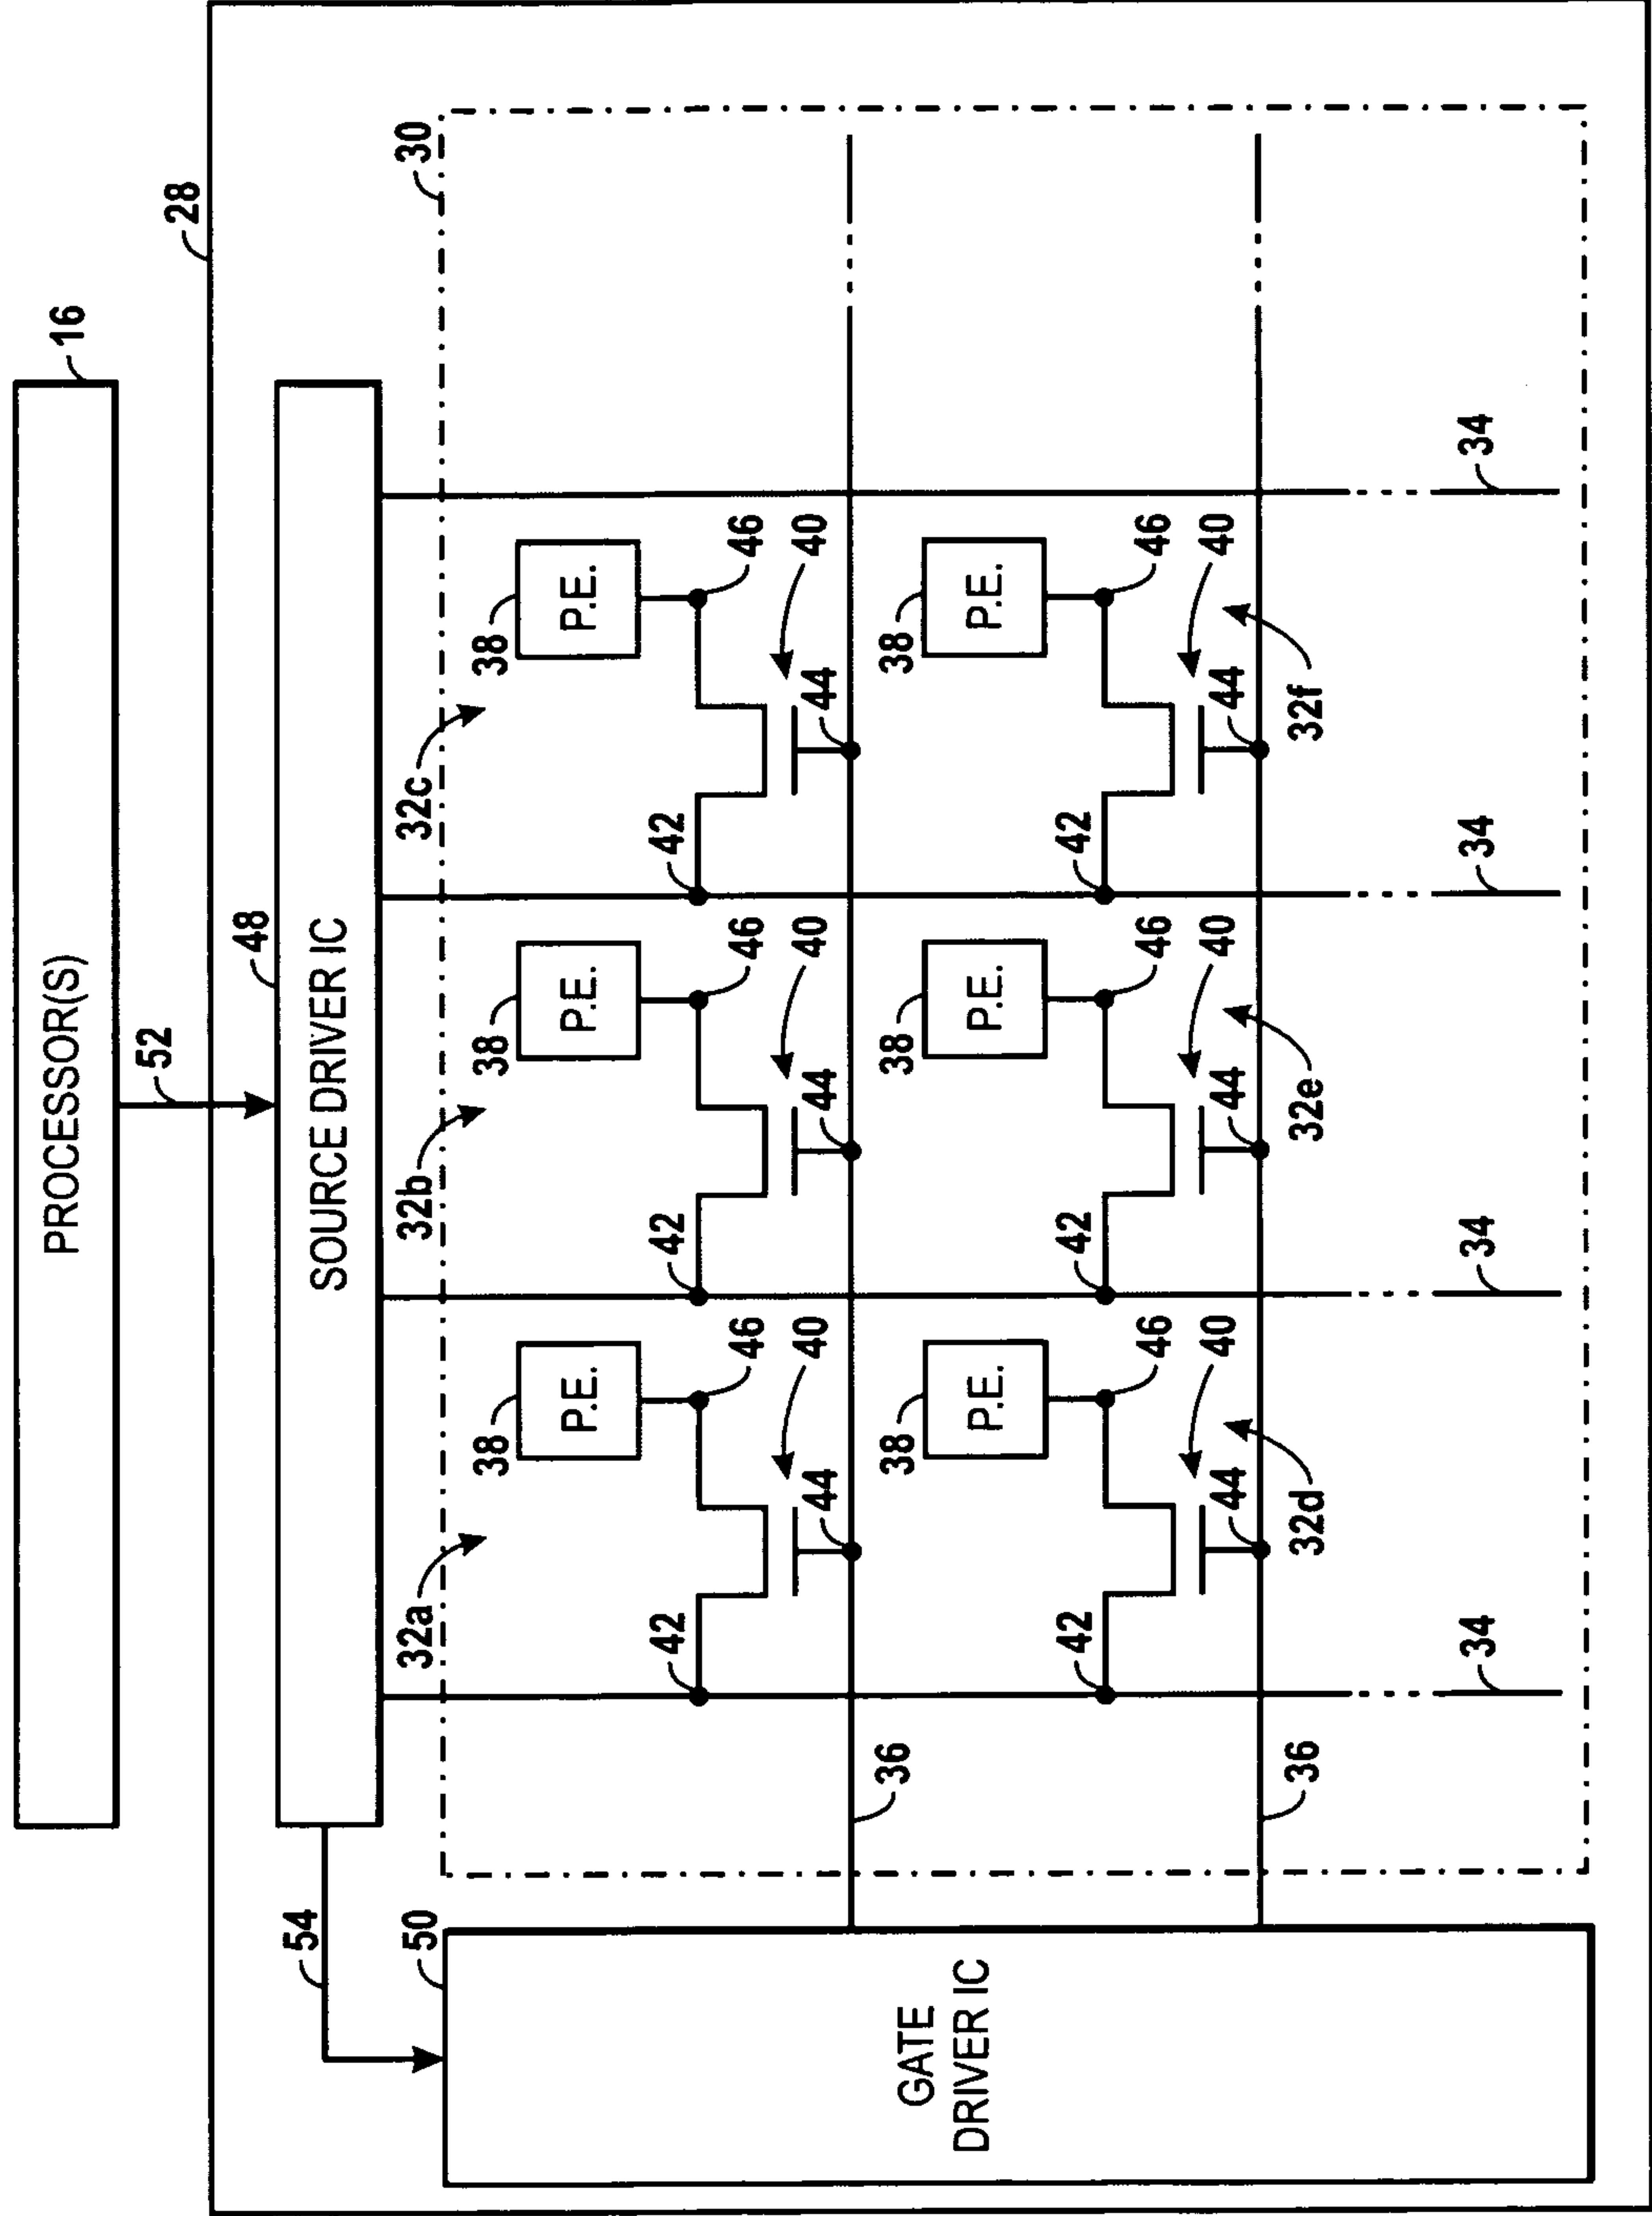 PROCESSOR(S)
16
52
28
48
SOURCE DRIVER IC
54
50
30
32a
32b
32c
38
P.E.
38
P.E.
38
P.E.
42
46
42
46
42
46
40
40
40
44
44
44
36
38
P.E.
38
P.E.
38
P.E.
GATE
DRIVER IC
42
46
42
46
42
46
40
40
40
44
44
44
36
32d
32e
32f
34
34
34
34